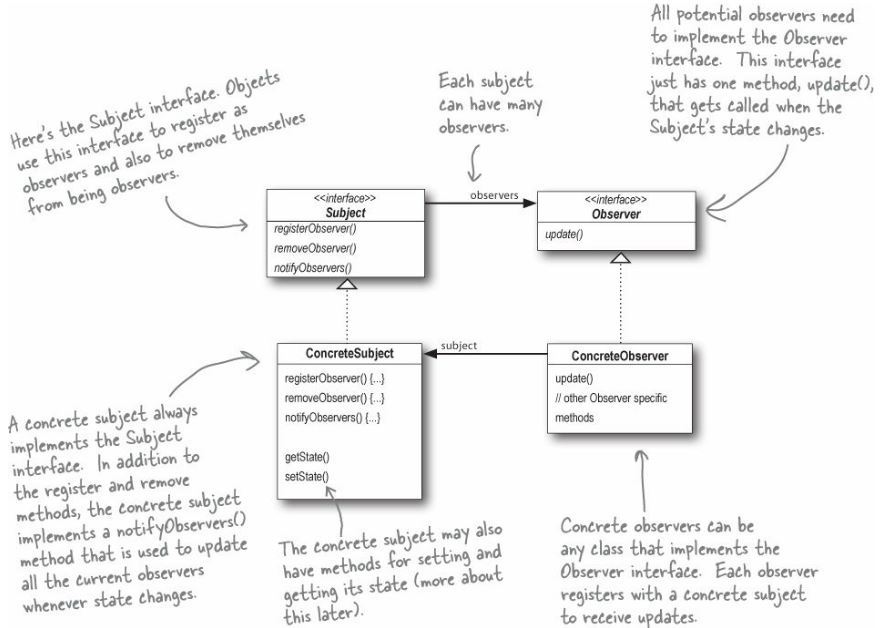 All potential observers need
to implement the Observer
interface. This interface
just has one method, update(),
that gets called when the
Subject's state changes.
Each subject
can have many
observers.
Here's the Subject interface. Objects
use this interface to register as
observers and also to remove themselves
from being observers.
<<interface>>
Subject
registerObserver()
removeObserver()
notifyObservers()
observers
<<interface>>
Observer
update()
ConcreteSubject
registerObserver() {...}
removeObserver() {...}
notifyObservers() {...}
getState()
setState()
subject
ConcreteObserver
update()
// other Observer specific
methods
A concrete subject always
implements the Subject
interface. In addition to
the register and remove
methods, the concrete subject
implements a notifyObservers()
method that is used to update
all the current observers
whenever state changes.
The concrete subject may also
have methods for setting and
getting its state (more about
this later).
Concrete observers can be
any class that implements the
Observer interface. Each observer
registers with a concrete subject
to receive updates.